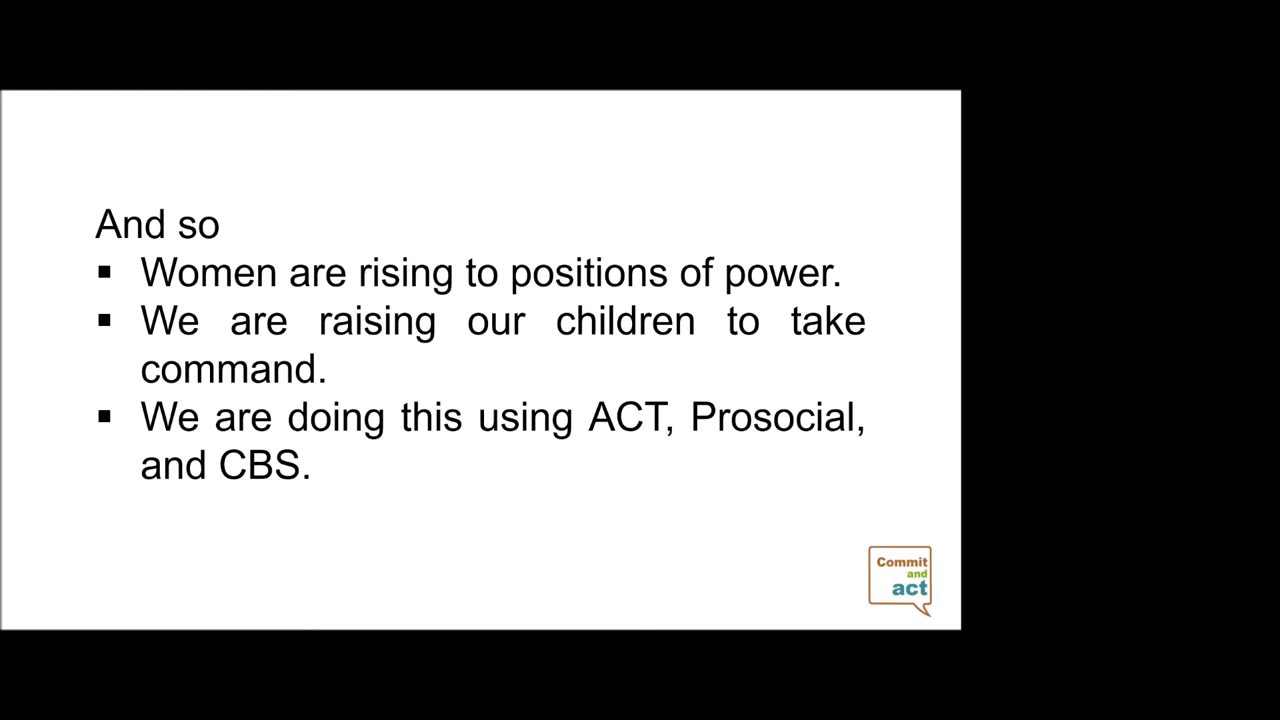 And so
▪ Women are rising to positions of power.
▪ We are raising our children to take
command.
▪ We are doing this using ACT, Prosocial,
and CBS.
Commit
and
act